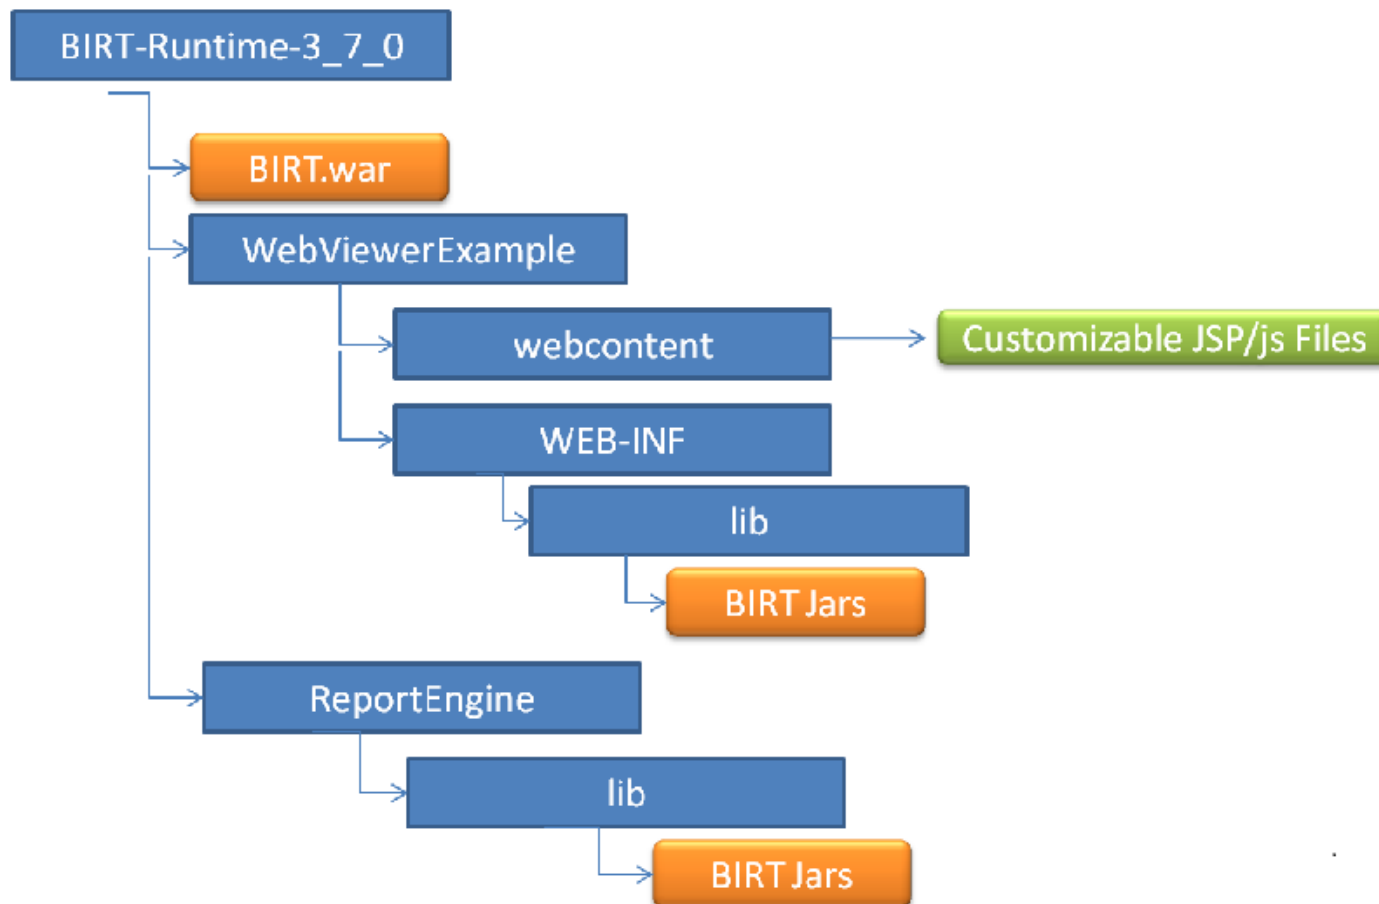 BIRT-Runtime-3_7_0
BIRT.war
WebViewerExample
webcontent
Customizable JSP/js Files
WEB-INF
lib
BIRT Jars
ReportEngine
lib
BIRT Jars